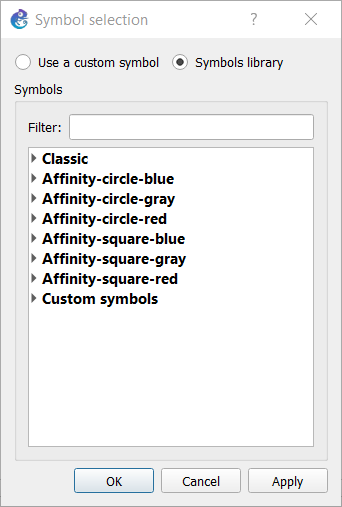 Symbol selection
Use a custom symbol Symbols library
Symbols
Filter:
Classic
Affinity-circle-blue
Affinity-circle-gray
Affinity-circle-red
Affinity-square-blue
Affinity-square-gray
Affinity-square-red
Custom symbols
OK Cancel Apply